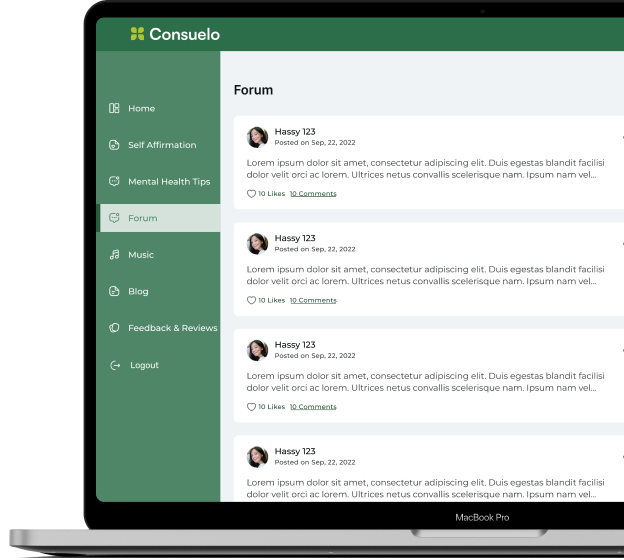 Consuelo
Home
Self Affirmation
Mental Health Tips
Forum
Music
Blog
Feedback & Reviews
Logout
Forum
Hassy 123
Posted on Sep, 22, 2022
Lorem ipsum dolor sit amet, consectetur adipiscing elit. Duis egestas blandit facilisi
dolor velit orci ac lorem. Ultrices netus convallis scelerisque nam. Ipsum nam vel...
10 Likes 10 Comments
Hassy 123
Posted on Sep, 22, 2022
Lorem ipsum dolor sit amet, consectetur adipiscing elit. Duis egestas blandit facilisi
dolor velit orci ac lorem. Ultrices netus convallis scelerisque nam. Ipsum nam vel...
10 Likes 10 Comments
Hassy 123
Posted on Sep, 22, 2022
Lorem ipsum dolor sit amet, consectetur adipiscing elit. Duis egestas blandit facilisi
dolor velit orci ac lorem. Ultrices netus convallis scelerisque nam. Ipsum nam vel...
10 Likes 10 Comments
Hassy 123
Posted on Sep, 22, 2022
Lorem ipsum dolor sit amet, consectetur adipiscing elit. Duis egestas blandit facilisi
dolor velit orci ac lorem. Ultrices netus convallis scelerisque nam. Ipsum nam vel...
MacBook Pro